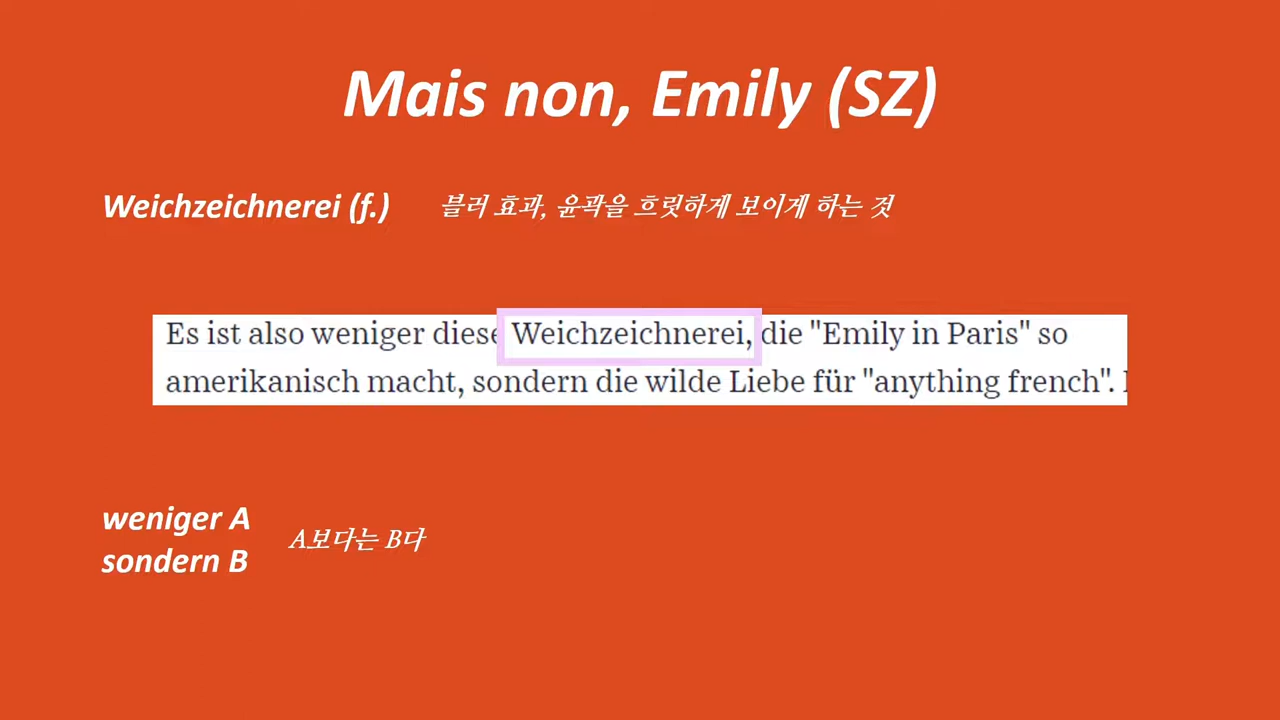 Mais non, Emily (SZ)
Weichzeichnerei (f.) 블러 효과, 윤곽을 흐릿하게 보이게 하는 것
Es ist also weniger diese Weichzeichnerei, die "Emily in Paris" so
amerikanisch macht, sondern die wilde Liebe für "anything french".
weniger A
sondern B
A보다는 B다